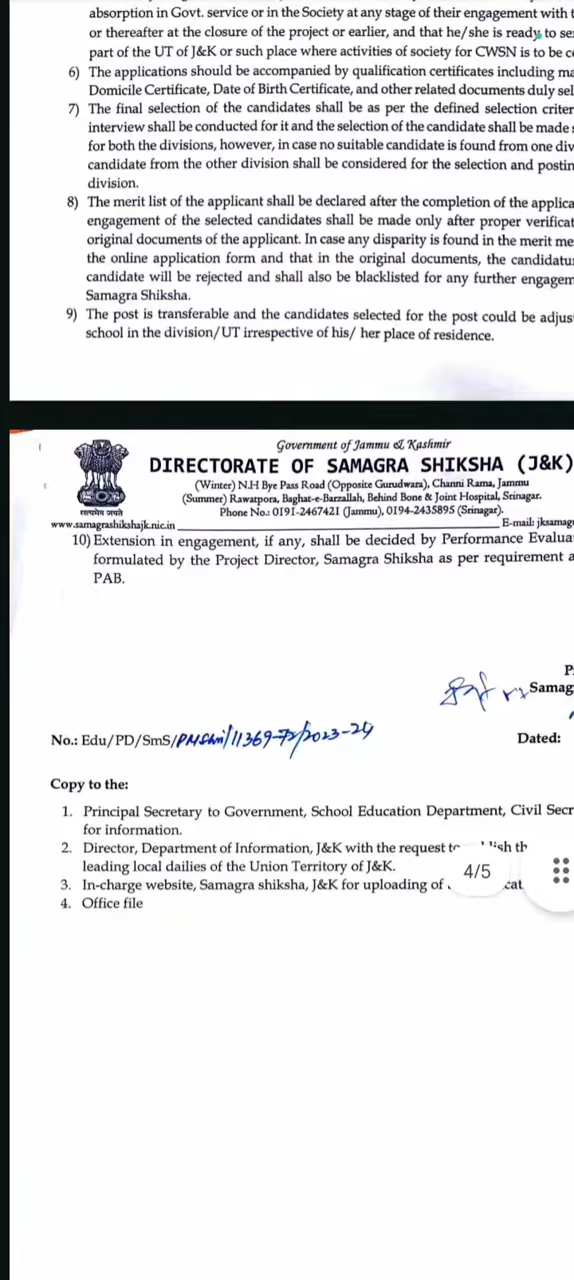 absorption in Govt. service or in the Society at any stage of their engagement with t
or thereafter at the closure of the project or earlier, and that he/she is ready to se
part of the UT of J&K or such place where activities of society for CWSN is to be c
6) The applications should be accompanied by qualification certificates including ma
Domicile Certificate, Date of Birth Certificate, and other related documents duly sel
7) The final selection of the candidates shall be as per the defined selection criter
interview shall be conducted for it and the selection of the candidate shall be made
for both the divisions, however, in case no suitable candidate is found from one div
candidate from the other division shall be considered for the selection and postin
division.
8) The merit list of the applicant shall be declared after the completion of the applica
engagement of the selected candidates shall be made only after proper verificat
original documents of the applicant. In case any disparity is found in the merit me
the online application form and that in the original documents, the candidatu
candidate will be rejected and shall also be blacklisted for any further engagem
Samagra Shiksha.
9) The post is transferable and the candidates selected for the post could be adjus
school in the division/UT irrespective of his/ her place of residence.
Government of Jammu & Kashmir
DIRECTORATE OF SAMAGRA SHIKSHA (J&K)
(Winter) N.H Bye Pass Road (Opposite Gurudwara), Channi Rama, Jammu
(Summer) Rawatpora, Baghat-e-Barzallah, Behind Bone & Joint Hospital, Srinagar.
सत्यमेव जयते Phone No.: 0191-2467421 (Jammu), 0194-2435895 (Srinagar).
www.samagrashikshajk.nic.in E-mail: jksamagr
10) Extension in engagement, if any, shall be decided by Performance Evalua
formulated by the Project Director, Samagra Shiksha as per requirement a
PAB.
P
Samag
No.: Edu/PD/SmS/PMShri/11369-72/2023-24 Dated:
Copy to the:
1. Principal Secretary to Government, School Education Department, Civil Secr
for information.
2. Director, Department of Information, J&K with the request to th
leading local dailies of the Union Territory of J&K.
3. In-charge website, Samagra shiksha, J&K for uploading of
4. Office file
4/5